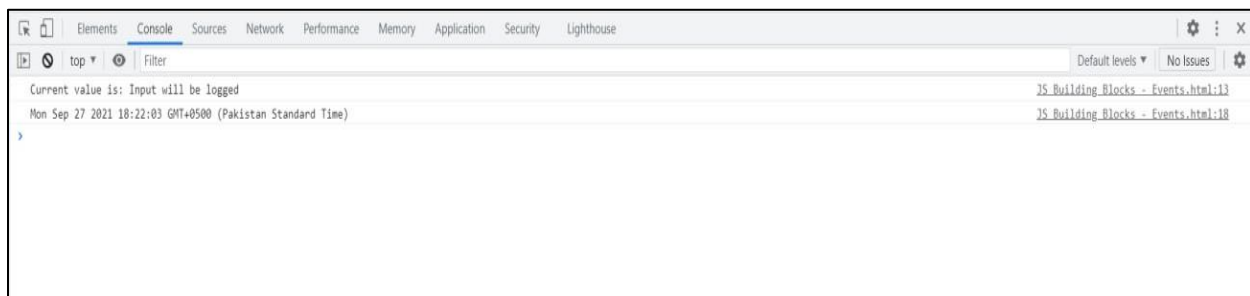 Elements Console Sources Network Performance Memory Application Security Lighthouse
top Filter Default levels No Issues
Current value is: Input will be logged JS Building Blocks - Events.html:13
Mon Sep 27 2021 18:22:03 GMT+0500 (Pakistan Standard Time) JS Building Blocks - Events.html:18